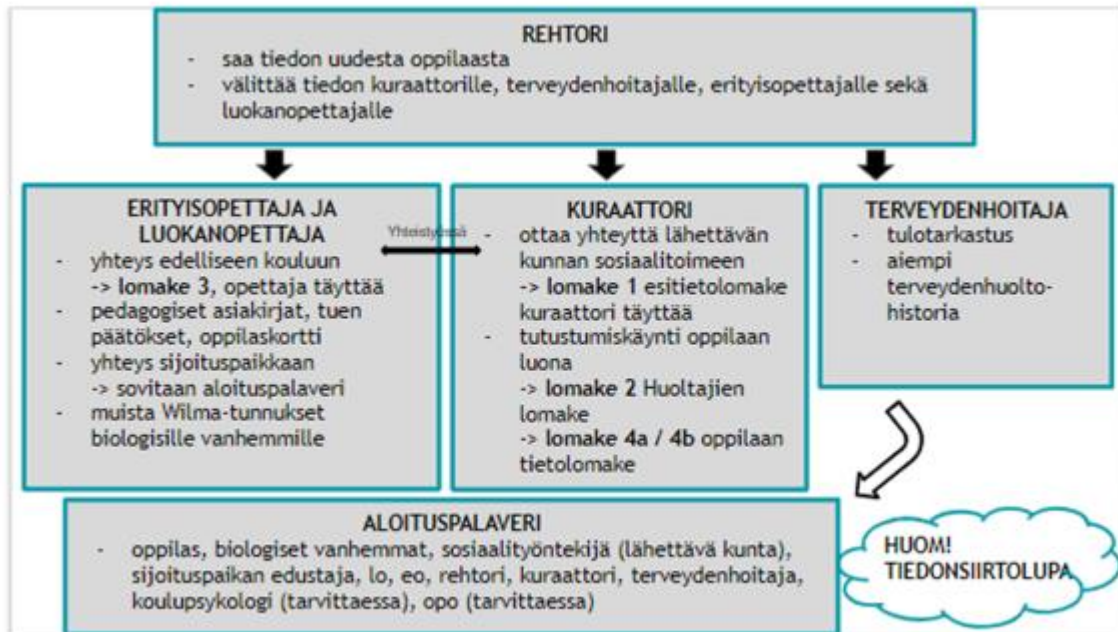 REHTORI
- saa tiedon uudesta oppilaasta
- välittää tiedon kuraattorille, terveydenhoitajalle, erityisopettajalle sekä
luokanopettajalle
ERITYISOPETTAJA JA
LUOKANOPETTAJA
- yhteys edelliseen kouluun
-> lomake 3, opettaja täyttää
- pedagogiset asiakirjat, tuen
päätökset, oppilaskortti
- yhteys sijoituspaikkaan
-> sovitaan aloituspalaveri
- muista Wilma-tunnukset
biologisille vanhemmille
Yhteistyössä
KURAATTORI
- ottaa yhteyttä lähettävän
kunnan sosiaalitoimeen
-> lomake 1 esitietolomake
kuraattori täyttää
- tutustumiskäynti oppilaan
luona
-> lomake 2 Huoltajien
lomake
-> lomake 4a / 4b oppilaan
tietolomake
TERVEYDENHOITAJA
- tulotarkastus
- aiempi
terveydenhuolto-
historia
ALOITUSPALAVERI
- oppilas, biologiset vanhemmat, sosiaalityöntekijä (lähettävä kunta),
sijoituspaikan edustaja, lo, eo, rehtori, kuraattori, terveydenhoitaja,
koulupsykologi (tarvittaessa), opo (tarvittaessa)
HUOM!
TIEDONSIIRTOLUPA